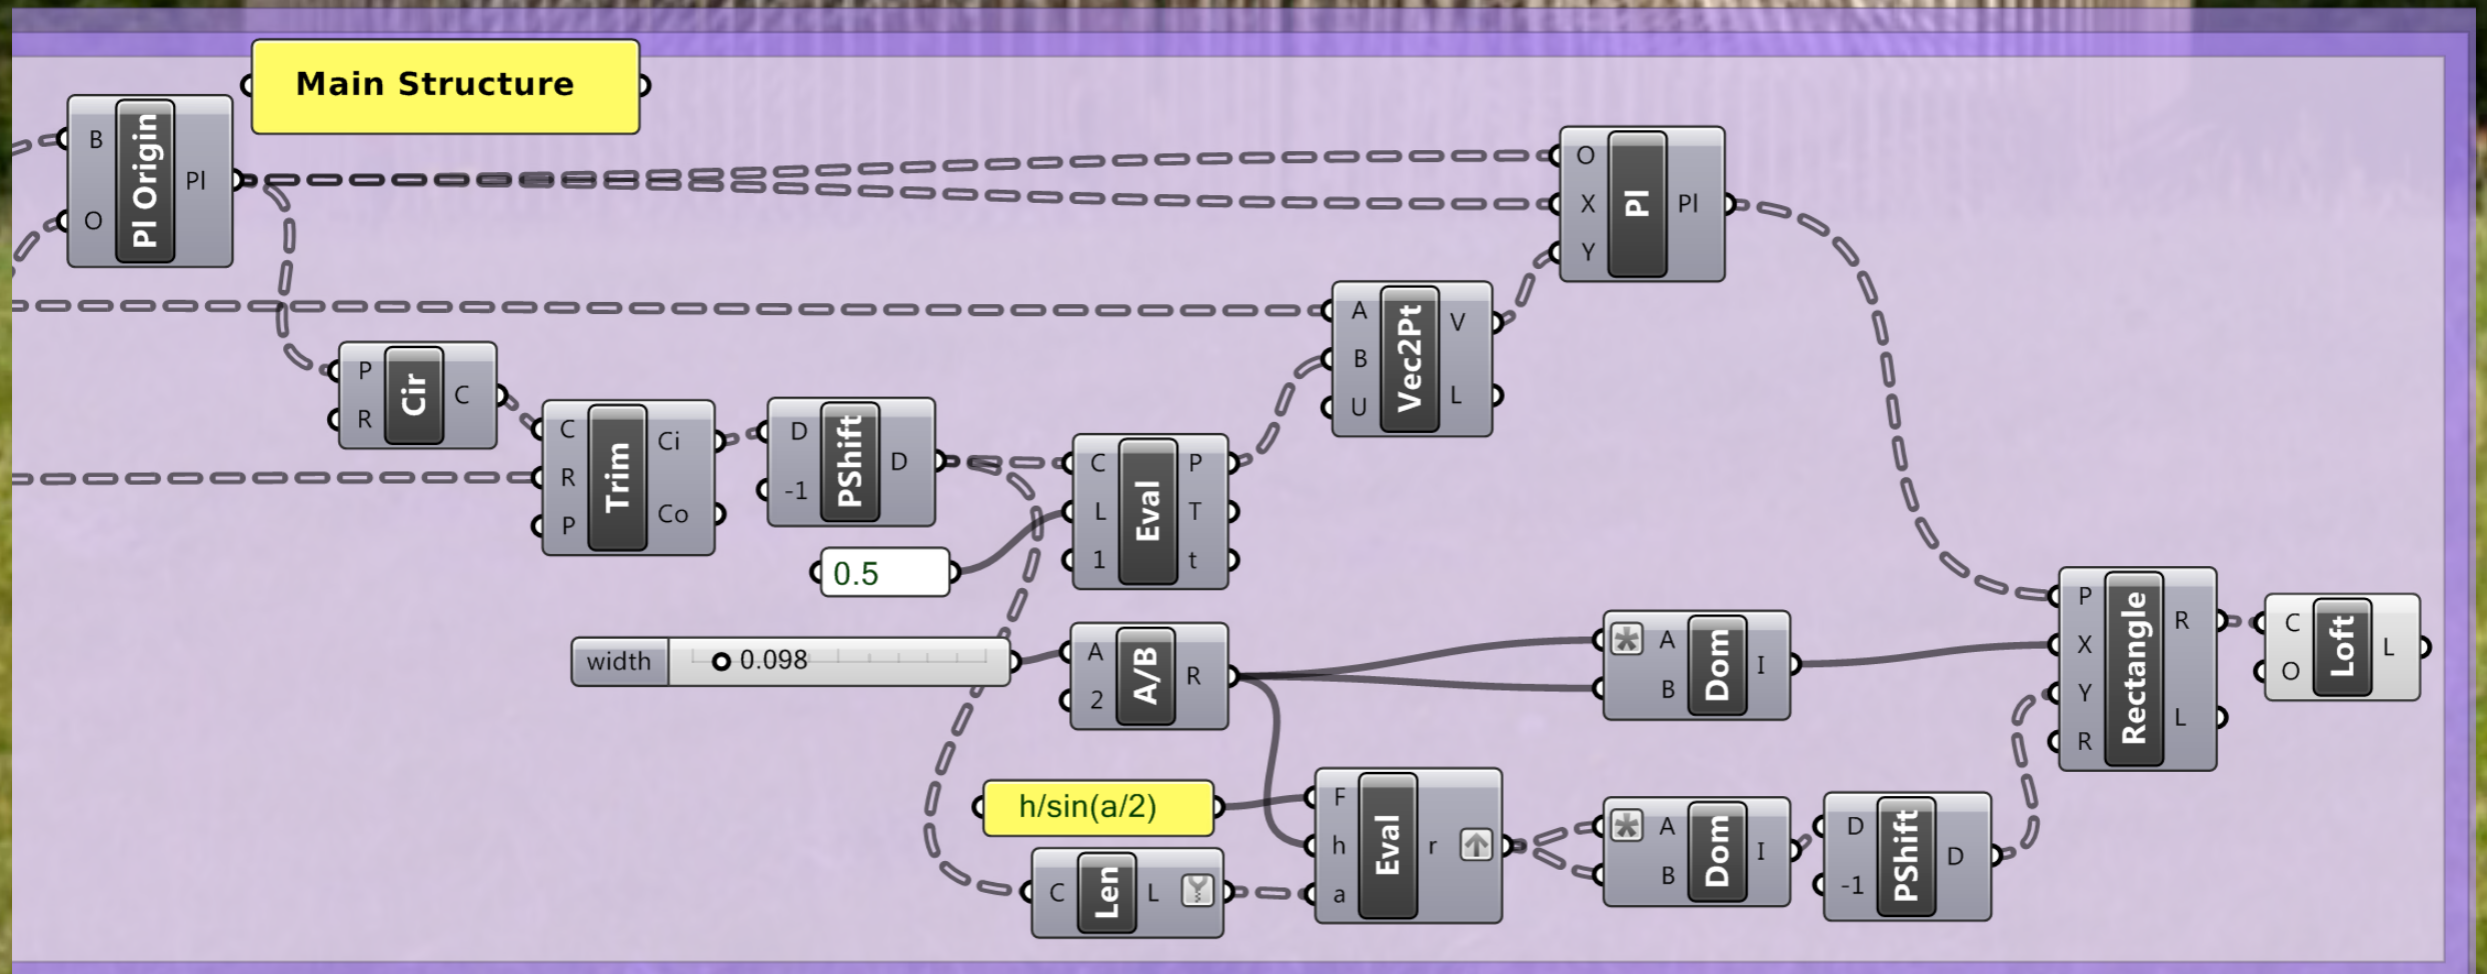 Main Structure
B
O
Pl Origin
Pl
O
X
Y
Pl
Pl
A
B
U
Vec2Pt
V
L
P
R
Cir
C
C
R
P
Trim
Ci
Co
D
-1
PShift
D
C
L
1
Eval
P
T
t
0.5
width
0.098
A
2
A/B
R
A
B
Dom
I
P
X
Y
R
Rectangle
R
L
C
O
Loft
L
h/sin(a/2)
F
h
a
Eval
r
C
Len
L
A
B
Dom
I
D
-1
PShift
D